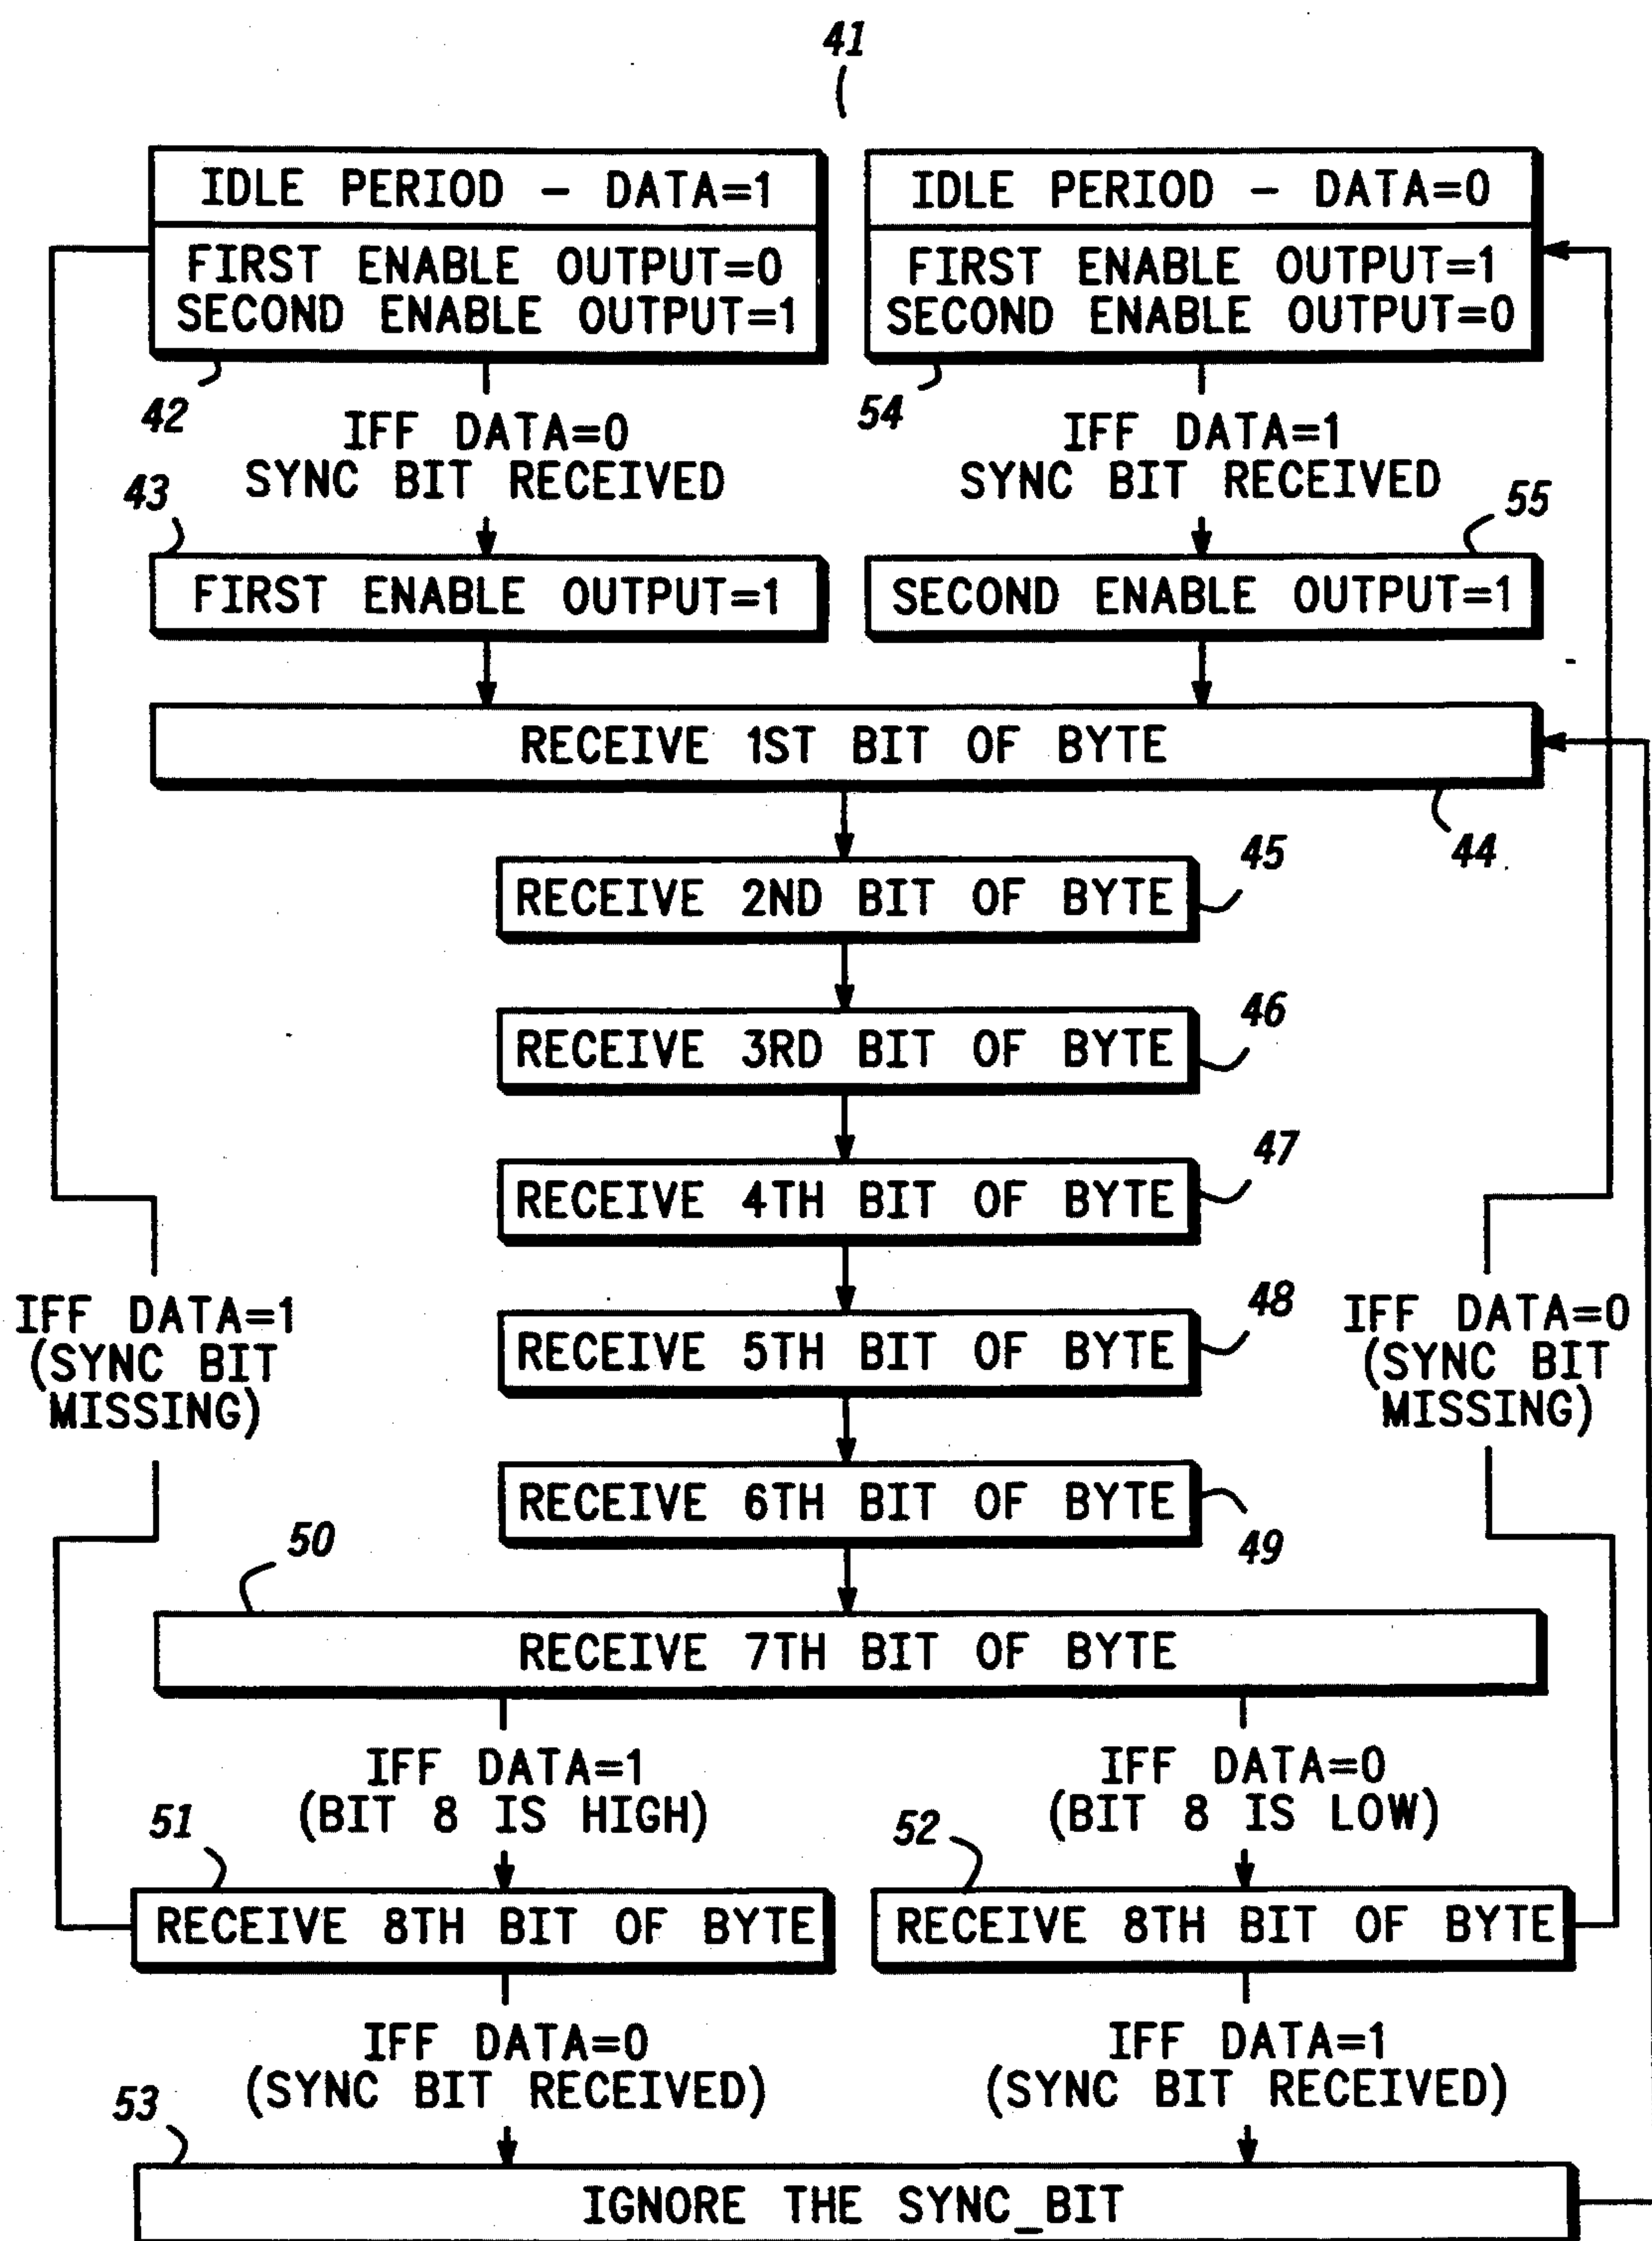 41
IDLE PERIOD – DATA=1
FIRST ENABLE OUTPUT=0
SECOND ENABLE OUTPUT=1
42
IDLE PERIOD – DATA=0
FIRST ENABLE OUTPUT=1
SECOND ENABLE OUTPUT=0
54
IFF DATA=0
SYNC BIT RECEIVED
IFF DATA=1
SYNC BIT RECEIVED
43
FIRST ENABLE OUTPUT=1
55
SECOND ENABLE OUTPUT=1
RECEIVE 1ST BIT OF BYTE
44
RECEIVE 2ND BIT OF BYTE
45
RECEIVE 3RD BIT OF BYTE
46
RECEIVE 4TH BIT OF BYTE
47
RECEIVE 5TH BIT OF BYTE
48
IFF DATA=1
(SYNC BIT
MISSING)
IFF DATA=0
(SYNC BIT
MISSING)
RECEIVE 6TH BIT OF BYTE
49
50
RECEIVE 7TH BIT OF BYTE
IFF DATA=1
(BIT 8 IS HIGH)
IFF DATA=0
(BIT 8 IS LOW)
51
RECEIVE 8TH BIT OF BYTE
52
RECEIVE 8TH BIT OF BYTE
IFF DATA=0
(SYNC BIT RECEIVED)
IFF DATA=1
(SYNC BIT RECEIVED)
53
IGNORE THE SYNC_BIT